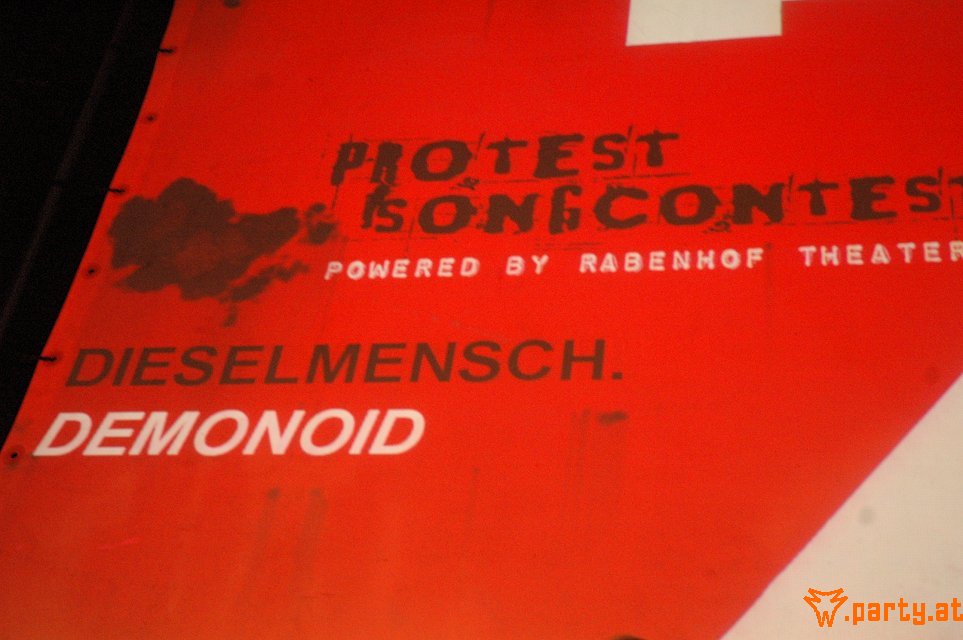 PROTEST
SONGCONTEST
POWERED BY RABENHOF THEATER
DIESELMENSCH.
DEMONOID
.party.at